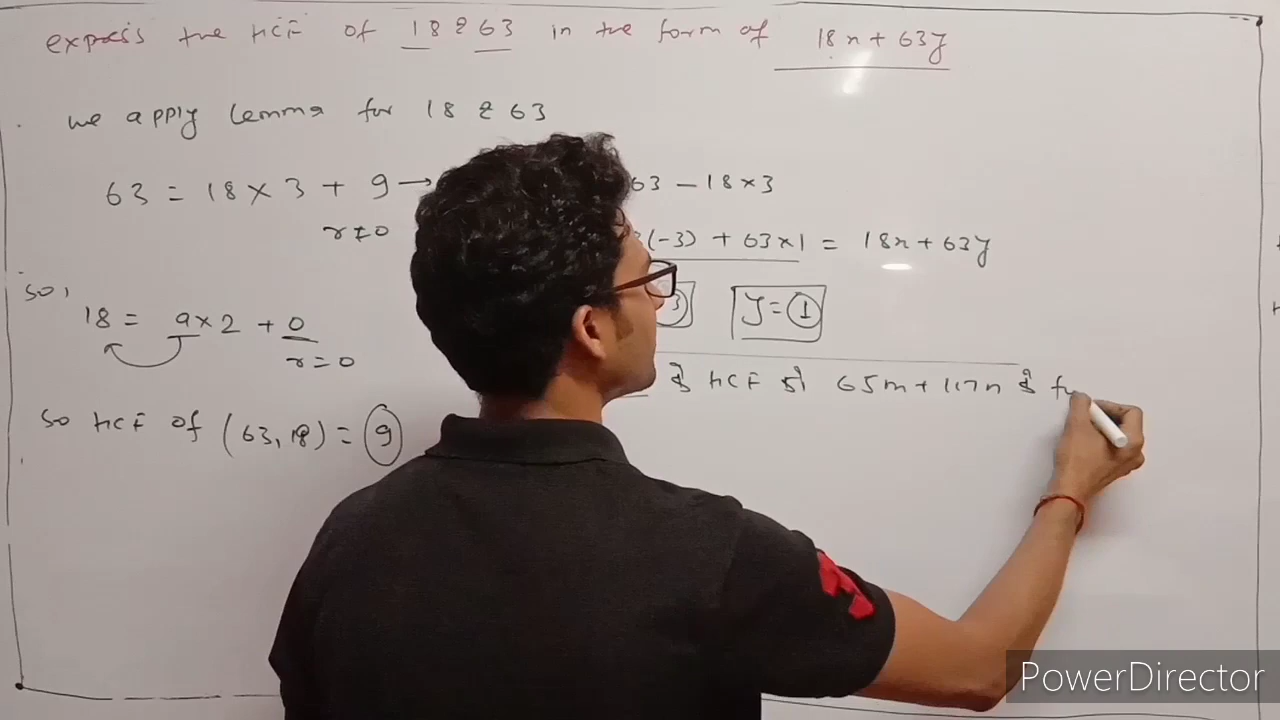 express the HCF of 18 & 63 in the form of 18x + 63y
we apply lemma for 18 & 63
63 = 18 × 3 + 9 → 63 – 18 × 3
r ≠ 0
(-3) + 63×1 = 18x + 63y
so,
18 = 9×2 + 0
r = 0
3 y = 1
के HCF को 65m + 117n के
so HCF of (63, 18) = 9
PowerDirector